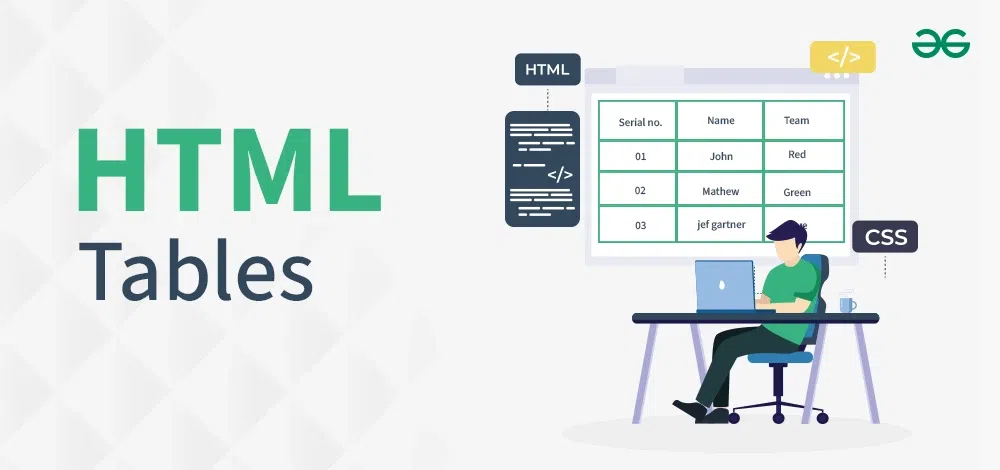 HTML
Tables
HTML
</>
</>
Serial no. Name Team
01 John Red
02 Mathew Green
03 jef gartner
CSS